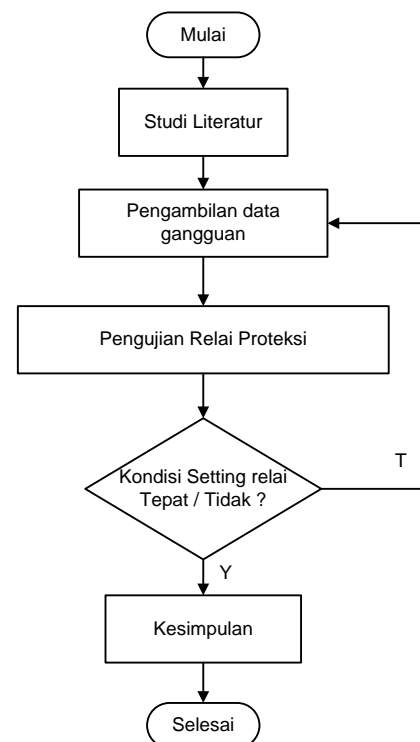 Mulai
Studi Literatur
Pengambilan data
gangguan
Pengujian Relai Proteksi
Kondisi Setting relai
Tepat / Tidak ?
T
Y
Kesimpulan
Selesai